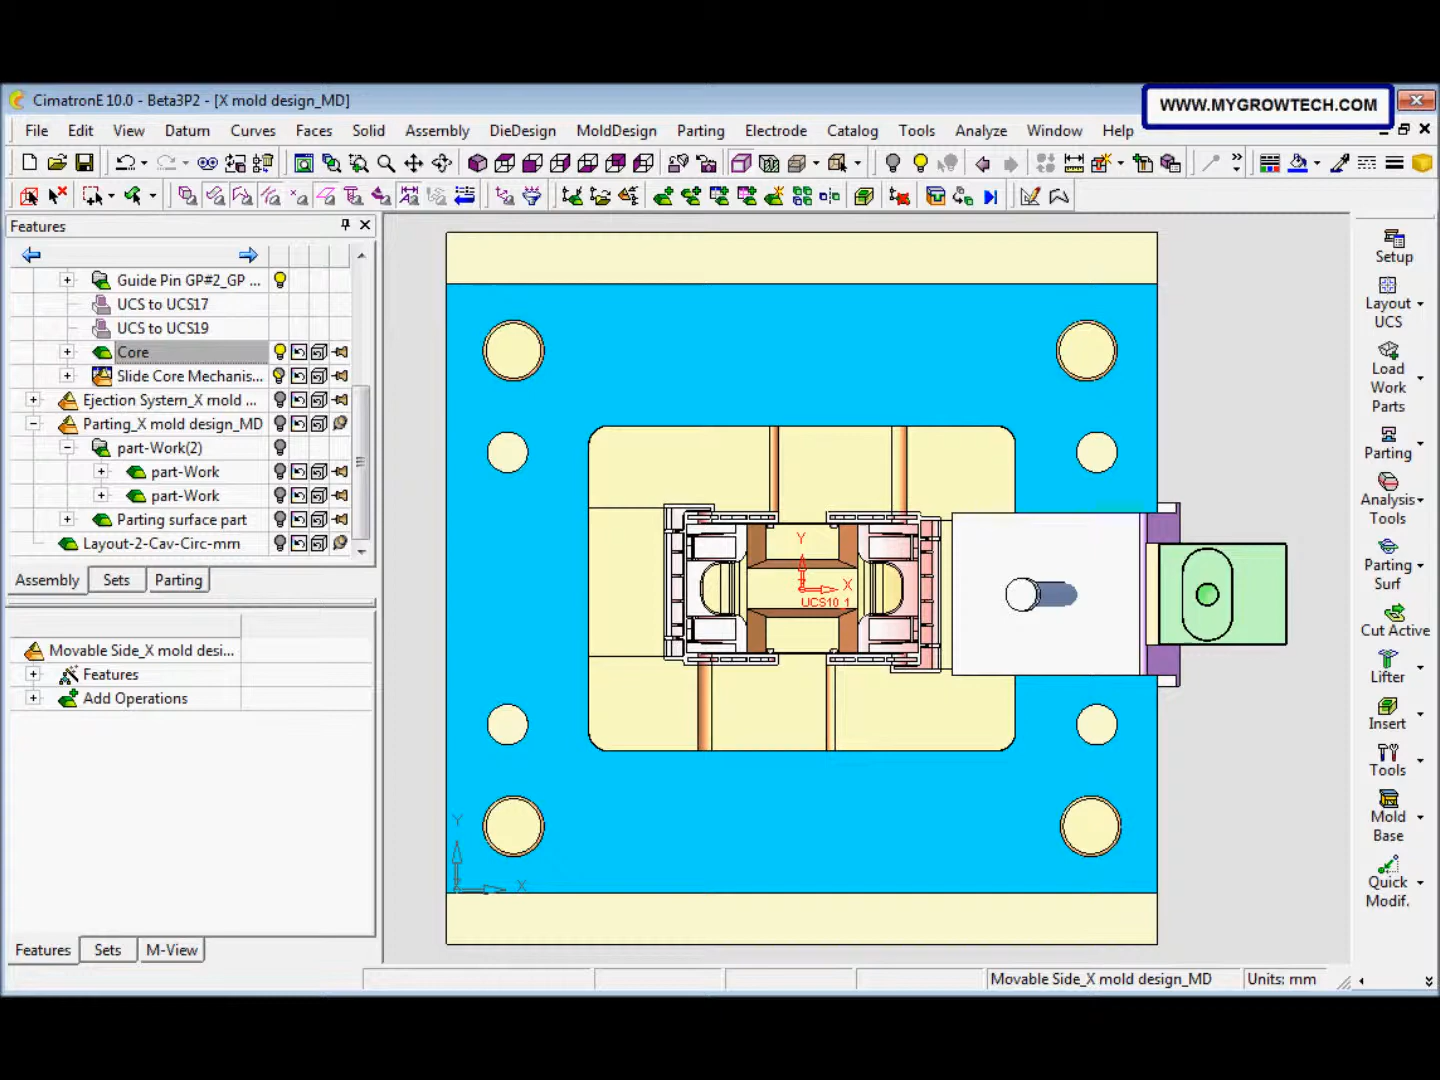 CimatronE 10.0 - Beta3P2 - [X mold design_MD]
WWW.MYGROWTECH.COM
File Edit View Datum Curves Faces Solid Assembly DieDesign MoldDesign Parting Electrode Catalog Tools Analyze Window Help
Features
Guide Pin GP#2_GP ...
UCS to UCS17
UCS to UCS19
Core
Slide Core Mechanis...
Ejection System_X mold ...
Parting_X mold design_MD
part-Work(2)
part-Work
part-Work
Parting surface part
Layout-2-Cav-Circ-mm
Assembly Sets Parting
Movable Side_X mold desi...
Features
Add Operations
Features Sets M-View
Y
X
UCS10_1
Y
X
Setup
Layout
UCS
Load
Work
Parts
Parting
Analysis
Tools
Parting
Surf
Cut Active
Lifter
Insert
Tools
Mold
Base
Quick
Modif.
Movable Side_X mold design_MD
Units: mm